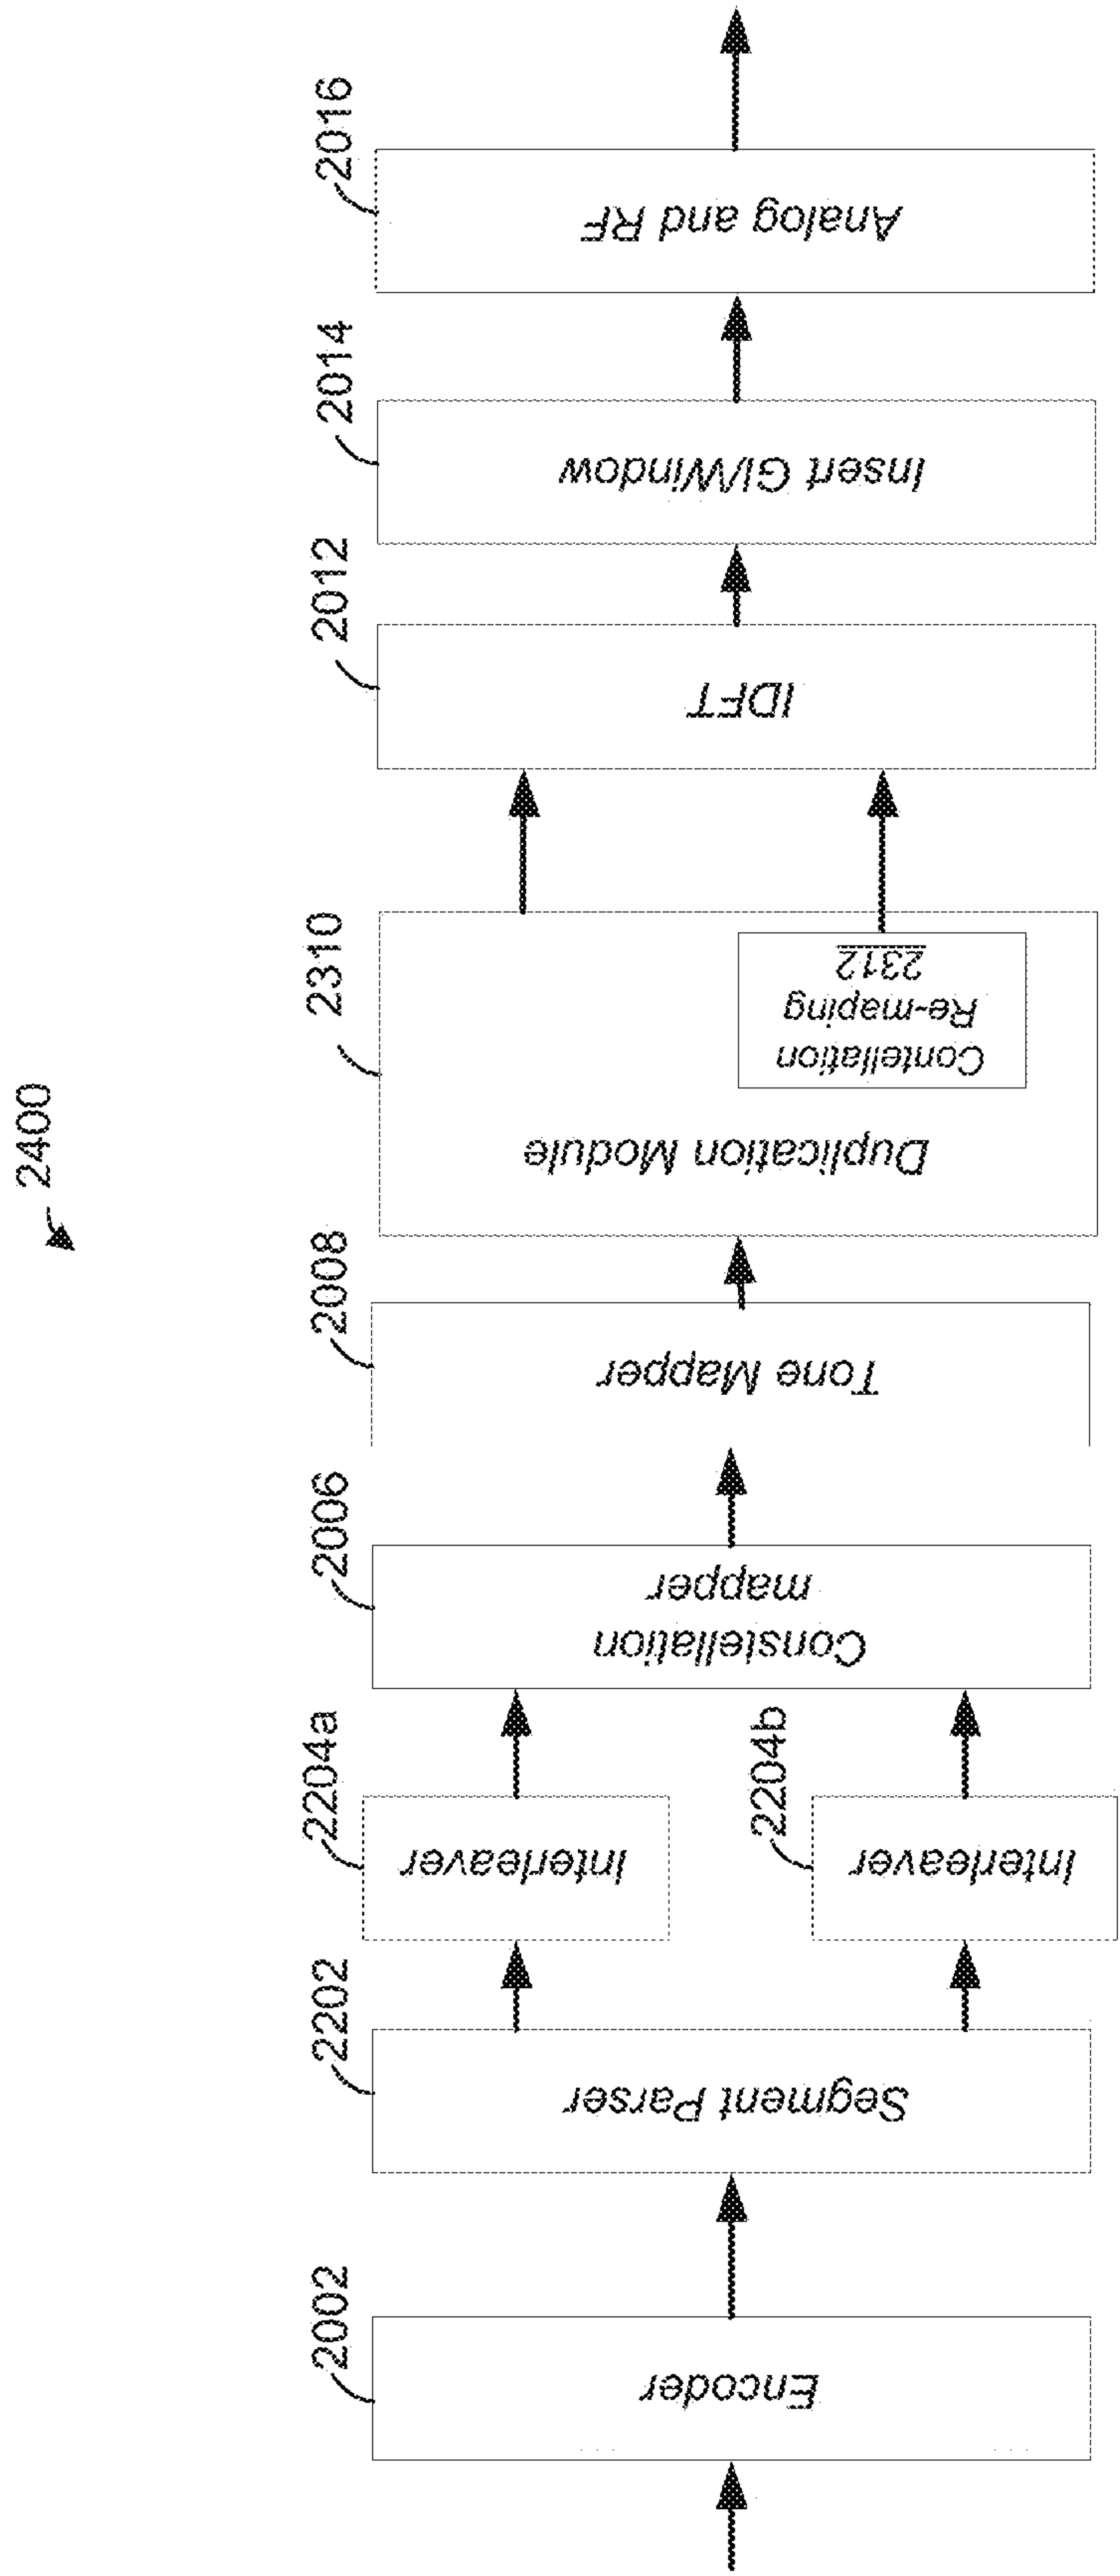 2400
2002
Encoder
2202
Segment Parser
2204a
Interleaver
2204b
Interleaver
2006
Constellation
mapper
2008
Tone Mapper
2310
Duplication Module
Contellation
Re-maping
2312
2012
IDFT
2014
Insert GI/Window
2016
Analog and RF